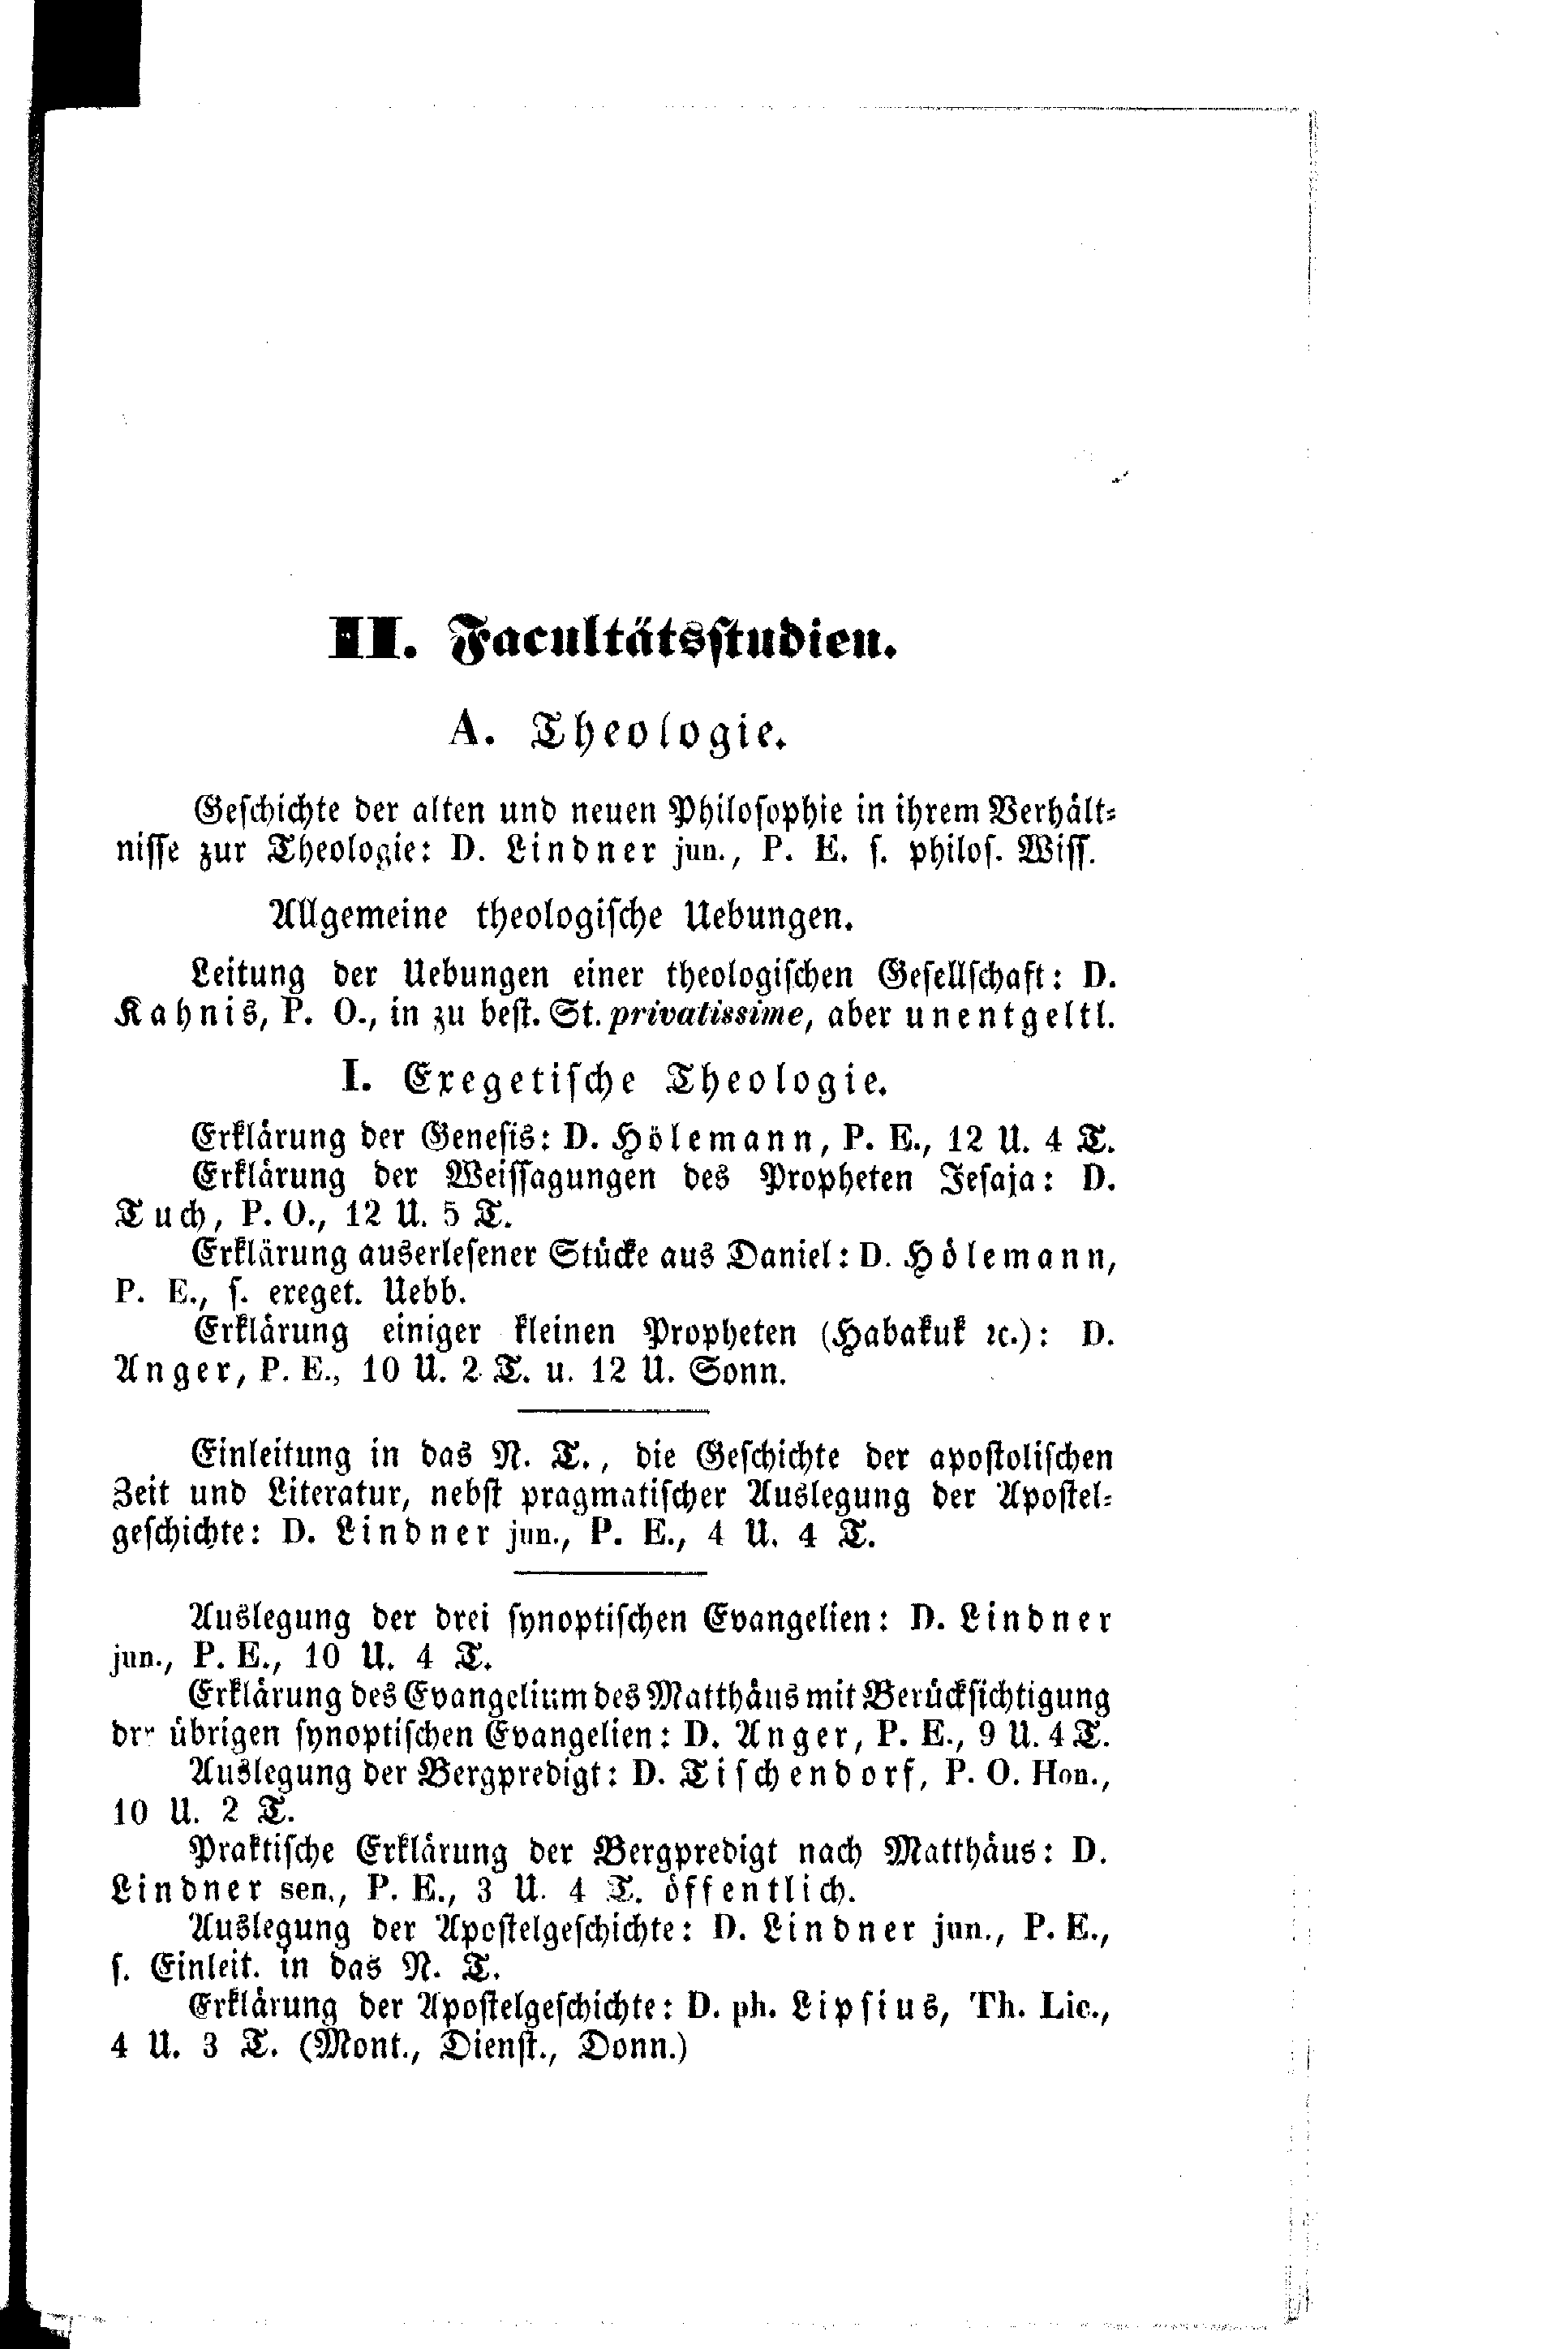 II. Facultätsstudien.
A. Theologie.
Geschichte der alten und neuen Philosophie in ihrem Verhält-
nisse zur Theologie: D. Lindner jun., P. E. s. philos. Wiss.
Allgemeine theologische Uebungen.
Leitung der Uebungen einer theologischen Gesellschaft: D.
Kahnis, P. O., in zu best. St. privatissime, aber unentgeltl.
I. Exegetische Theologie.
Erklärung der Genesis: D. Hölemann, P. E., 12 U. 4 T.
Erklärung der Weissagungen des Propheten Jesaja: D.
Tuch, P. O., 12 U. 5 T.
Erklärung auserlesener Stücke aus Daniel: D. Hölemann,
P. E., s. exeget. Uebb.
Erklärung einiger kleinen Propheten (Habakuk ꝛc.): D.
Anger, P. E., 10 U. 2 T. u. 12 U. Sonn.
Einleitung in das N. T., die Geschichte der apostolischen
Zeit und Literatur, nebst pragmatischer Auslegung der Apostel-
geschichte: D. Lindner jun., P. E., 4 U. 4 T.
Auslegung der drei synoptischen Evangelien: D. Lindner
jun., P. E., 10 U. 4 T.
Erklärung des Evangelium des Matthäus mit Berücksichtigung
der übrigen synoptischen Evangelien: D. Anger, P. E., 9 U. 4 T.
Auslegung der Bergpredigt: D. Tischendorf, P. O. Hon.,
10 U. 2 T.
Praktische Erklärung der Bergpredigt nach Matthäus: D.
Lindner sen., P. E., 3 U. 4 T. öffentlich.
Auslegung der Apostelgeschichte: D. Lindner jun., P. E.,
s. Einleit. in das N. T.
Erklärung der Apostelgeschichte: D. ph. Lipsius, Th. Lic.,
4 U. 3 T. (Mont., Dienst., Donn.)